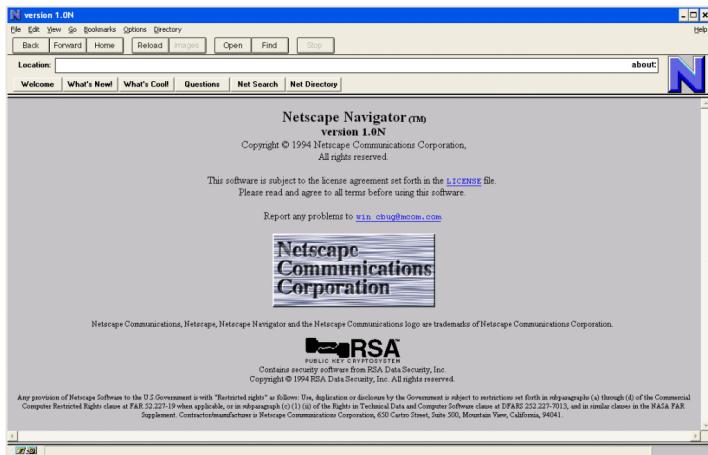 version 1.0N
File Edit View Go Bookmarks Options Directory Help
Back Forward Home Reload Images Open Find Stop
Location: about:
Welcome What's New! What's Cool! Questions Net Search Net Directory
Netscape Navigator (TM)
version 1.0N
Copyright © 1994 Netscape Communications Corporation,
All rights reserved.
This software is subject to the license agreement set forth in the LICENSE file.
Please read and agree to all terms before using this software.
Report any problems to win_cbug@mcom.com.
Netscape
Communications
Corporation
Netscape Communications, Netscape, Netscape Navigator and the Netscape Communications logo are trademarks of Netscape Communications Corporation.
RSA
PUBLIC KEY CRYPTOSYSTEM
Contains security software from RSA Data Security, Inc.
Copyright © 1994 RSA Data Security, Inc. All rights reserved.
Any provision of Netscape Software to the U.S.Government is with "Restricted rights" as follows: Use, duplication or disclosure by the Government is subject to restrictions set forth in subparagraphs (a) through (d) of the Commercial
Computer Restricted Rights clause at FAR 52.227-19 when applicable, or in subparagraph (c) (1) (ii) of the Rights in Technical Data and Computer Software clause at DFARS 252.227-7013, and in similar clauses in the NASA FAR
Supplement. Contractor/manufacturer is Netscape Communications Corporation, 650 Castro Street, Suite 500, Mountain View, California, 94041.